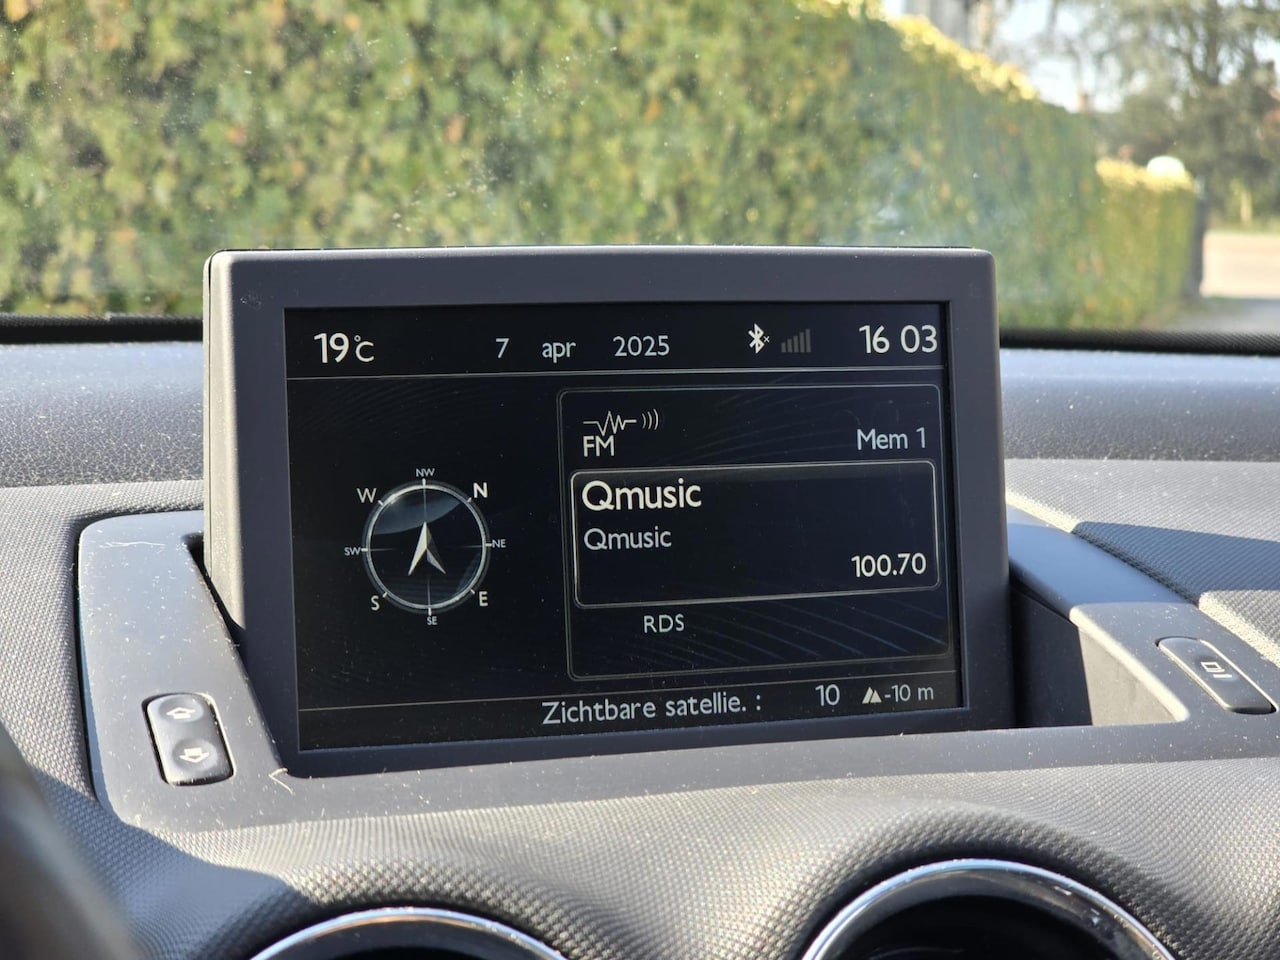 19°C 7 apr 2025 16 03
FM Mem 1
Qmusic
Qmusic
100.70
RDS
NW
W N
SW NE
S E
SE
Zichtbare satellie. : 10 -10 m